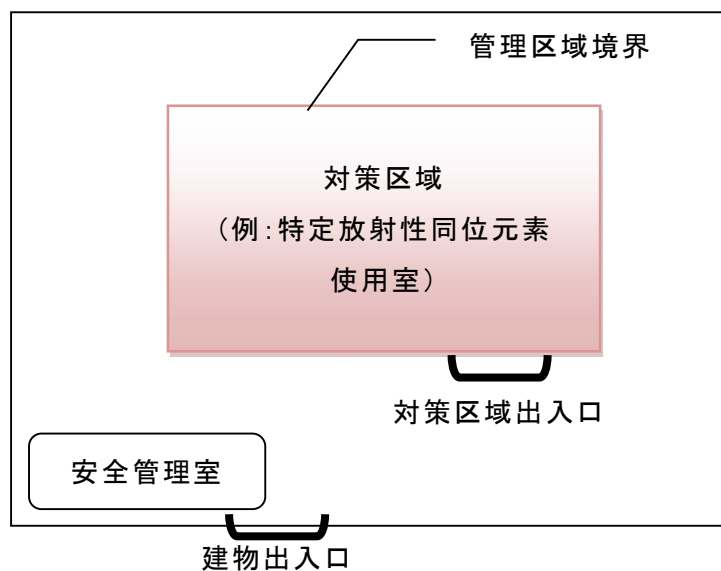 管理区域境界
対策区域
（例：特定放射性同位元素
使用室）
対策区域出入口
安全管理室
建物出入口